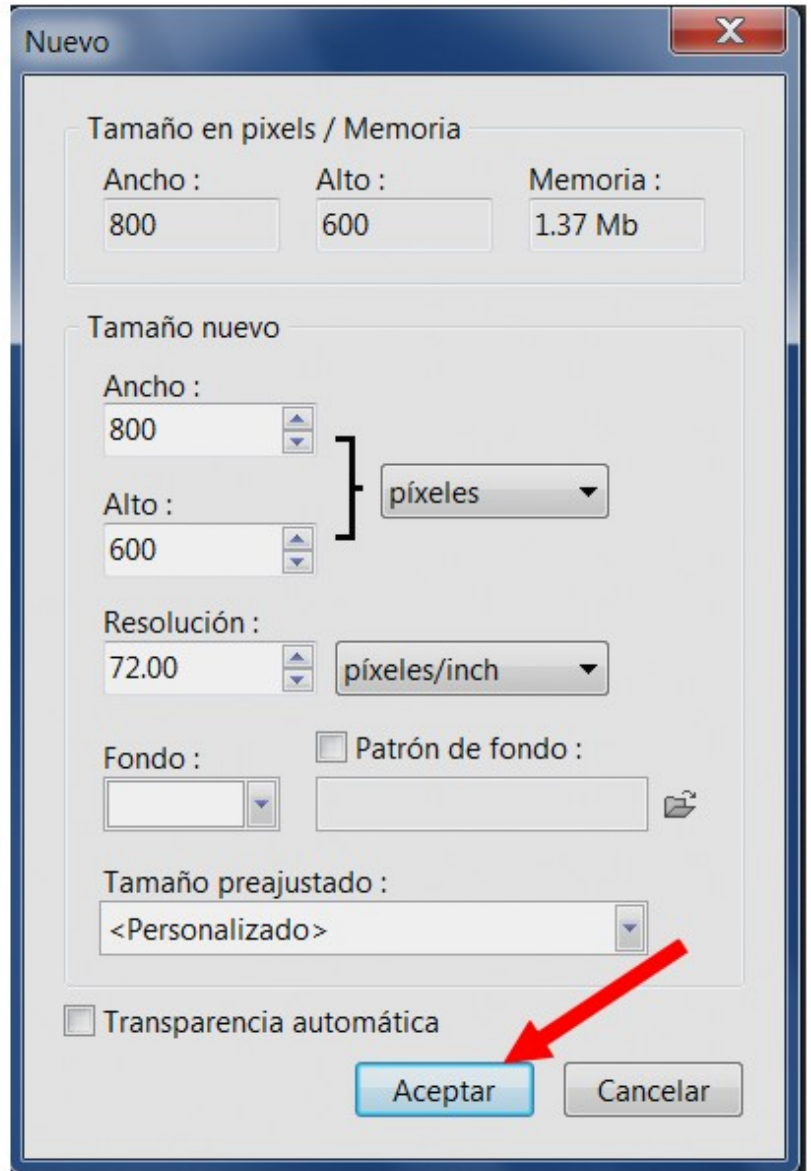 Nuevo
Tamaño en pixels / Memoria
Ancho : Alto : Memoria :
800 600 1.37 Mb
Tamaño nuevo
Ancho :
800
píxeles
Alto :
600
Resolución :
72.00 píxeles/inch
Fondo : Patrón de fondo :
Tamaño preajustado :
<Personalizado>
Transparencia automática
Aceptar Cancelar